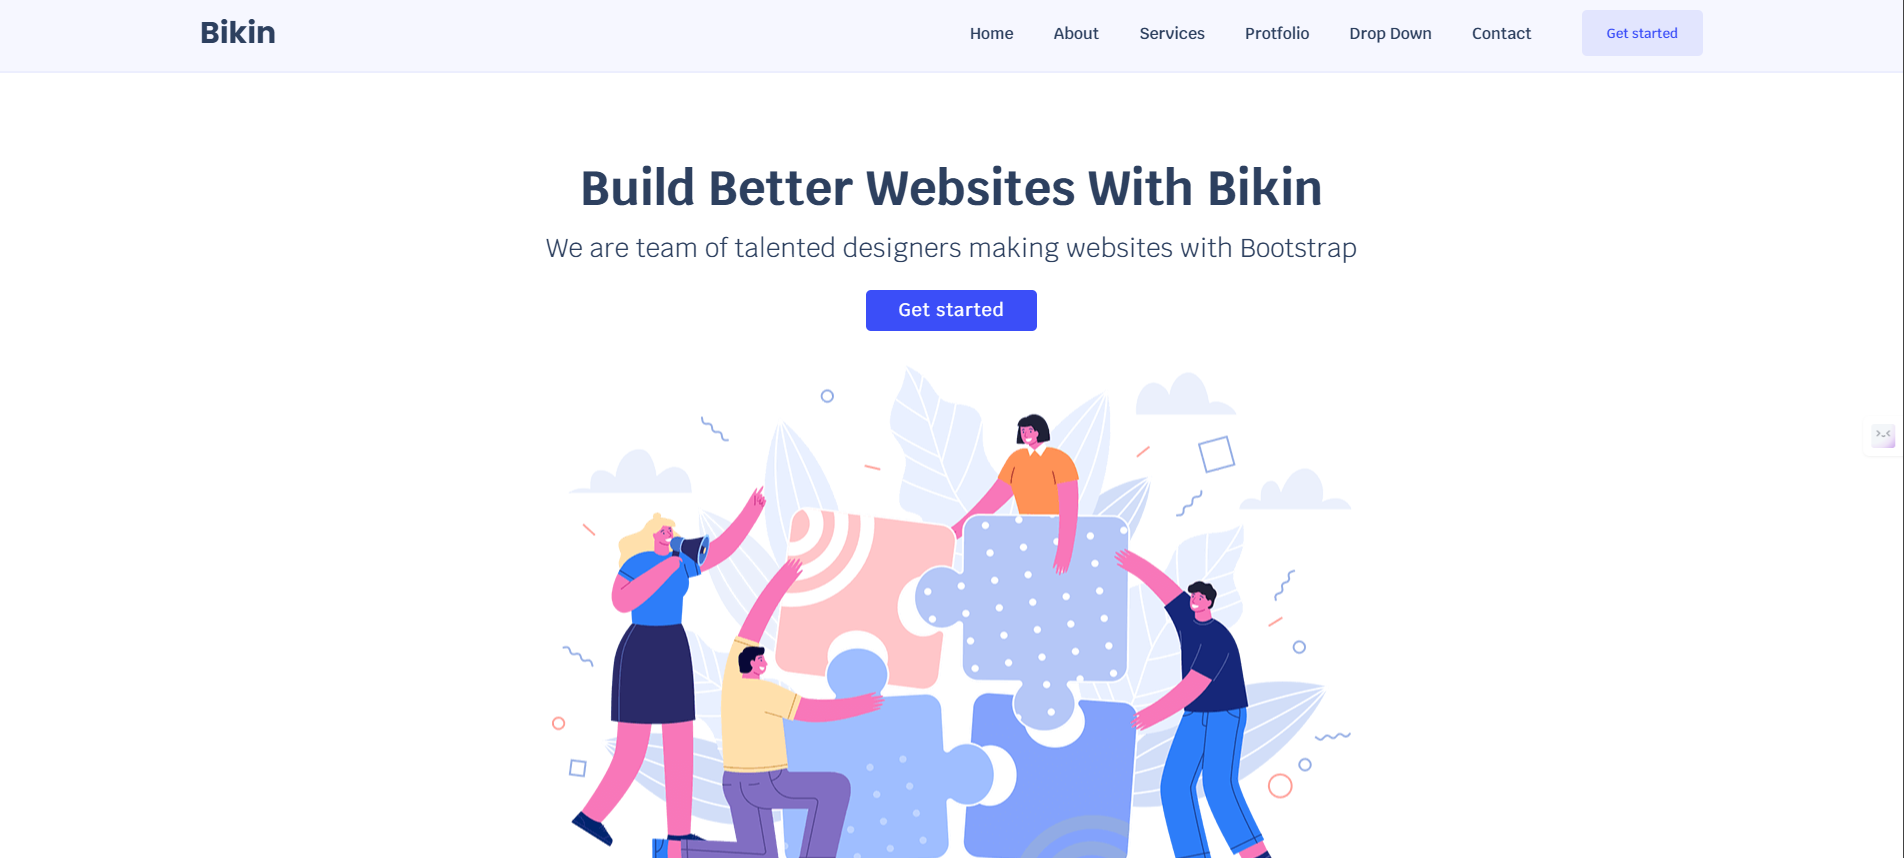 Bikin
Home About Services Protfolio Drop Down Contact Get started
Build Better Websites With Bikin
We are team of talented designers making websites with Bootstrap
Get started